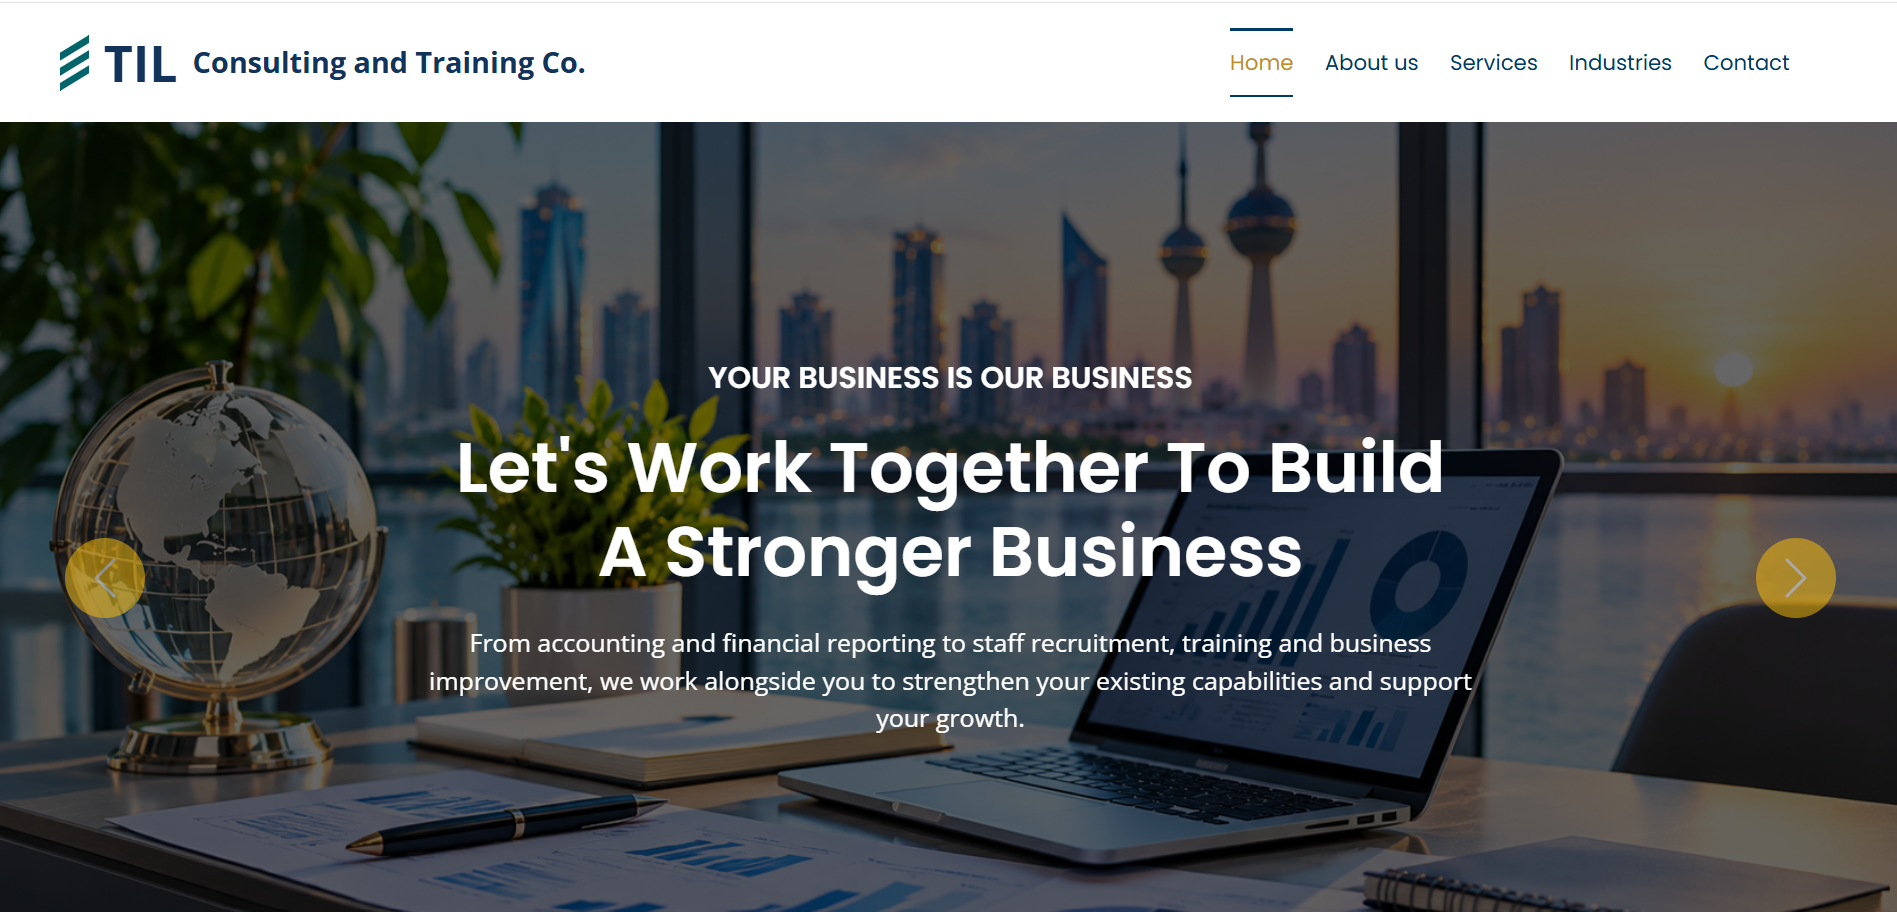 TIL Consulting and Training Co.
Home About us Services Industries Contact
YOUR BUSINESS IS OUR BUSINESS
Let's Work Together To Build
A Stronger Business
From accounting and financial reporting to staff recruitment, training and business
improvement, we work alongside you to strengthen your existing capabilities and support
your growth.